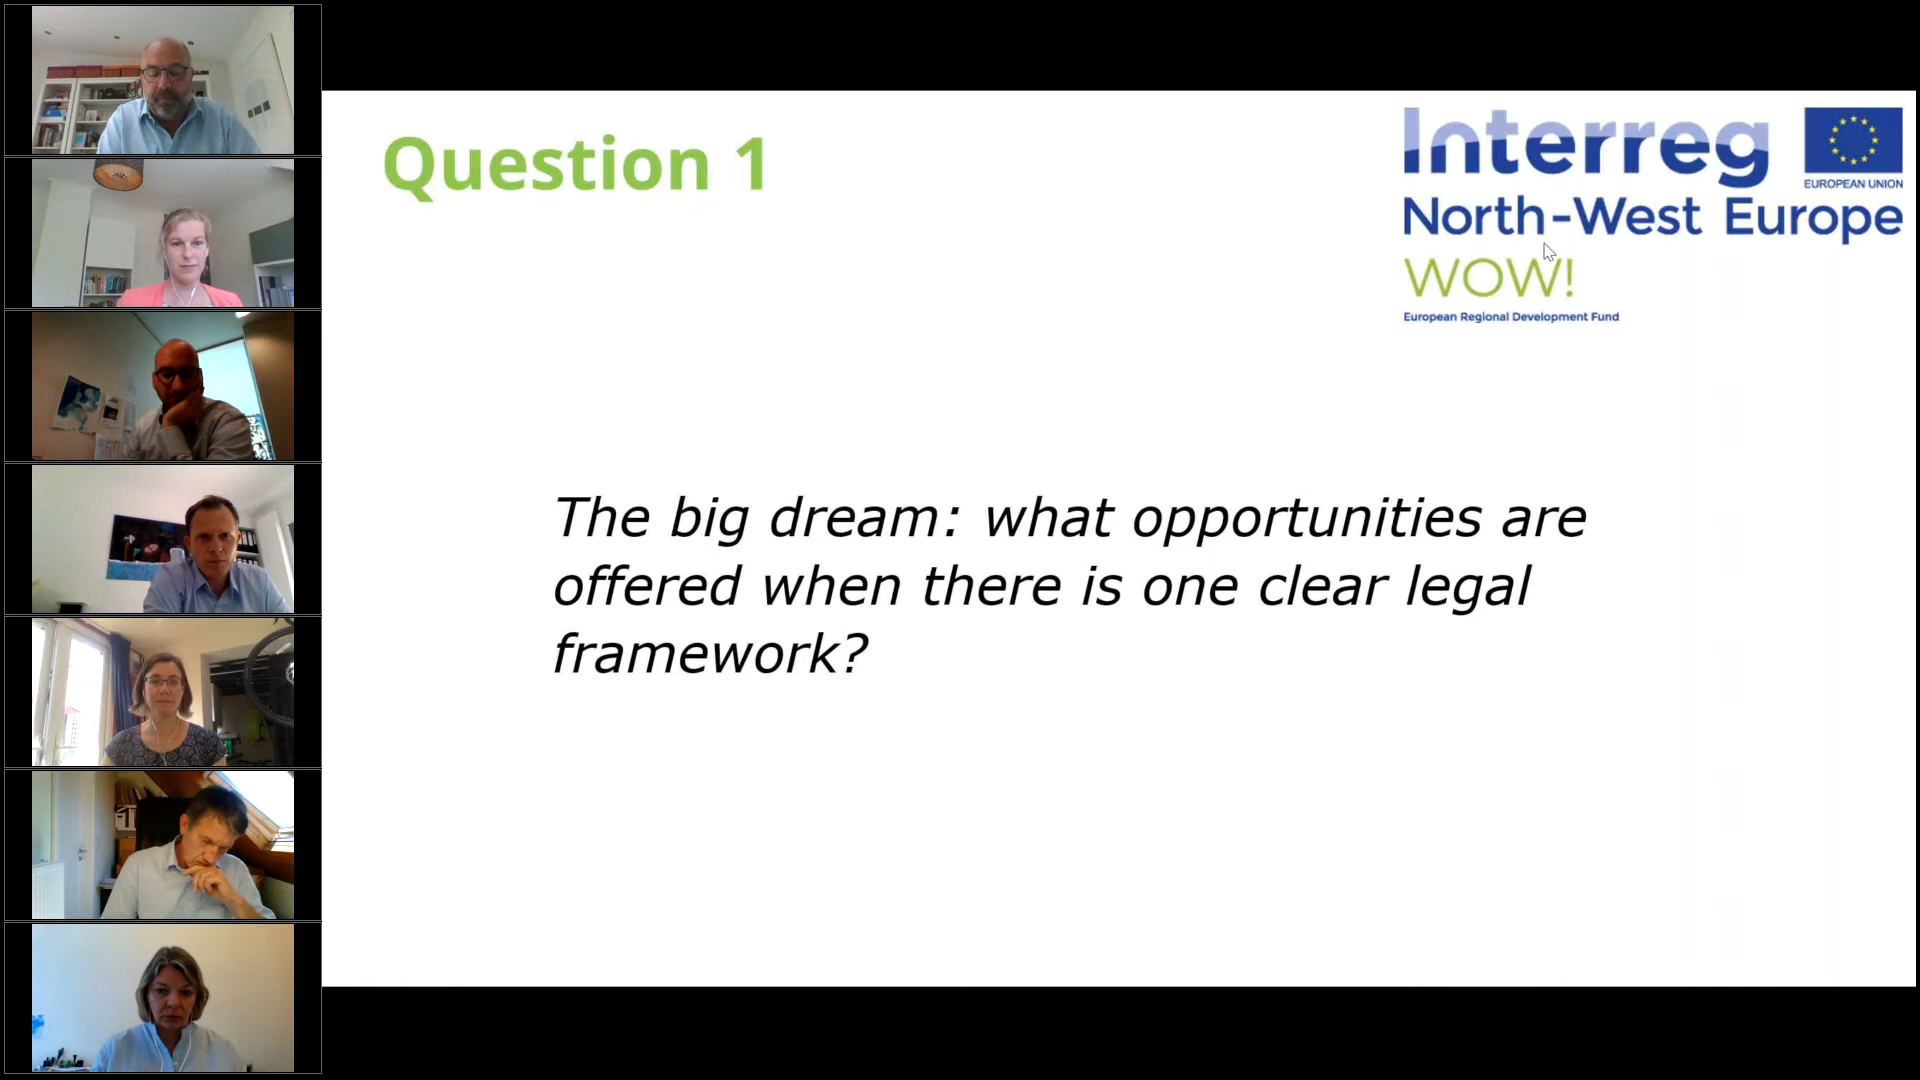 Question 1
Interreg
EUROPEAN UNION
North-West Europe
WOW!
European Regional Development Fund
The big dream: what opportunities are
offered when there is one clear legal
framework?